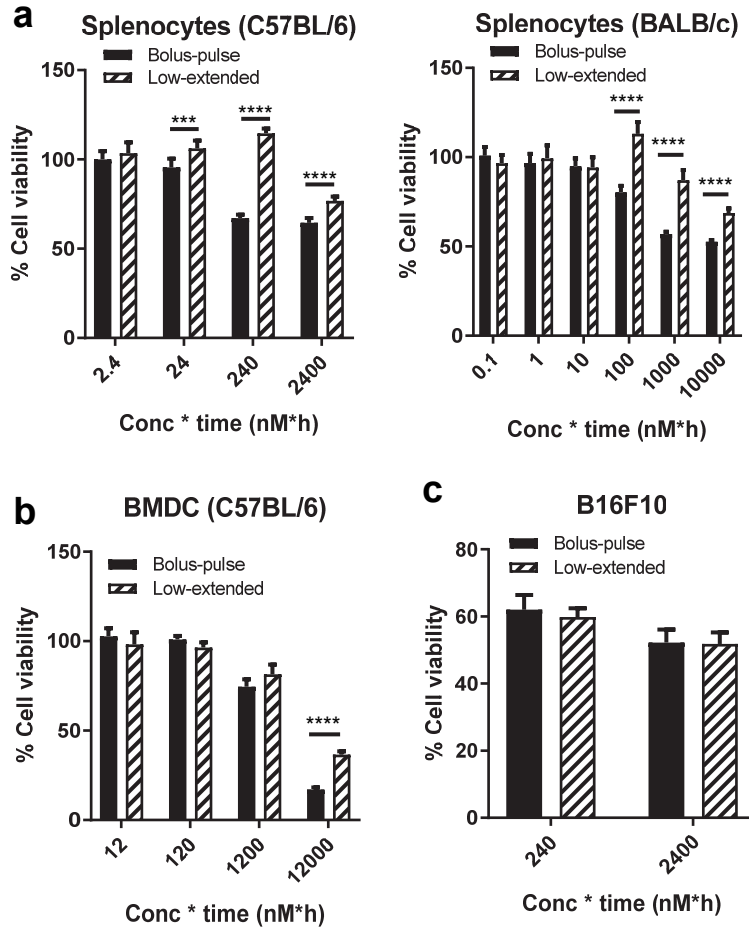 a
Splenocytes (C57BL/6)
Bolus-pulse
Low-extended
% Cell viability
150
100
50
0
***
****
****
2.4
24
240
2400
Conc * time (nM*h)
Splenocytes (BALB/c)
Bolus-pulse
Low-extended
% Cell viability
150
100
50
0
****
****
****
0.1
1
10
100
1000
10000
Conc * time (nM*h)
b
BMDC (C57BL/6)
Bolus-pulse
Low-extended
% Cell viability
150
100
50
0
****
12
120
1200
12000
Conc * time (nM*h)
c
B16F10
Bolus-pulse
Low-extended
% Cell viability
80
60
40
20
0
240
2400
Conc * time (nM*h)